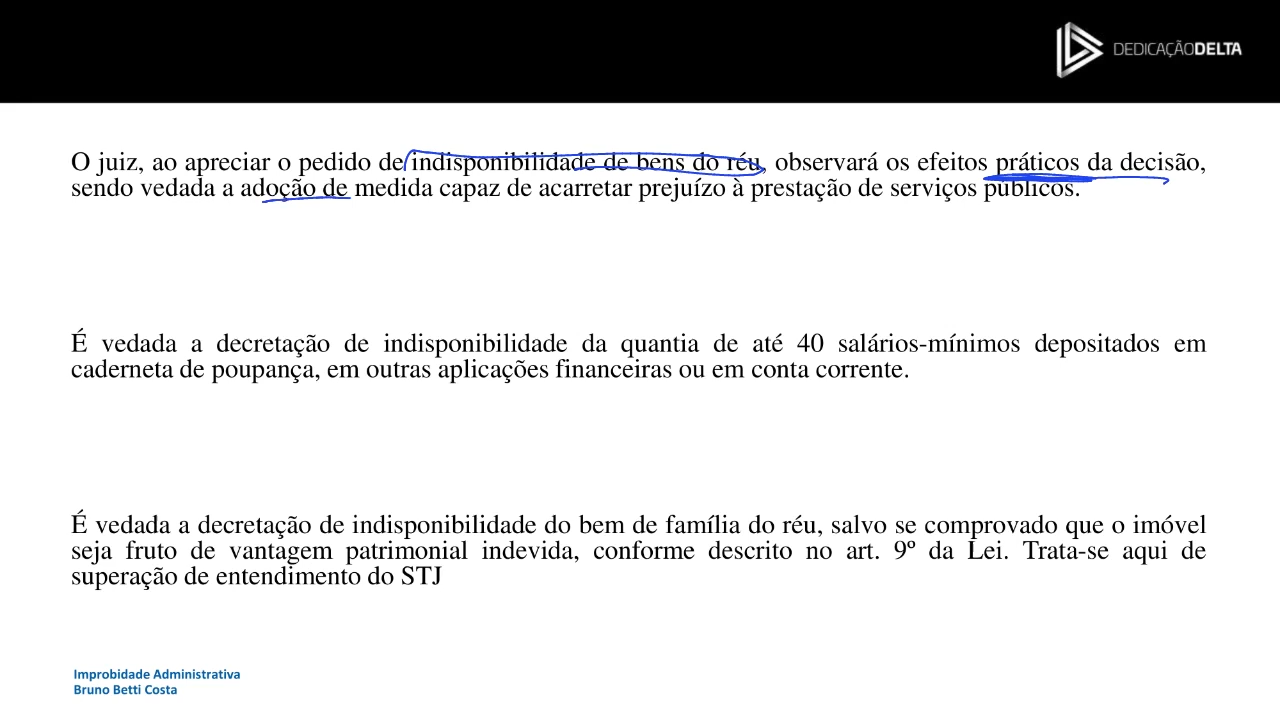 DEDICAÇÃODELTA
O juiz, ao apreciar o pedido de indisponibilidade de bens do réu, observará os efeitos práticos da decisão,
sendo vedada a adoção de medida capaz de acarretar prejuízo à prestação de serviços públicos.
É vedada a decretação de indisponibilidade da quantia de até 40 salários-mínimos depositados em
caderneta de poupança, em outras aplicações financeiras ou em conta corrente.
É vedada a decretação de indisponibilidade do bem de família do réu, salvo se comprovado que o imóvel
seja fruto de vantagem patrimonial indevida, conforme descrito no art. 9º da Lei. Trata-se aqui de
superação de entendimento do STJ
Improbidade Administrativa
Bruno Betti Costa